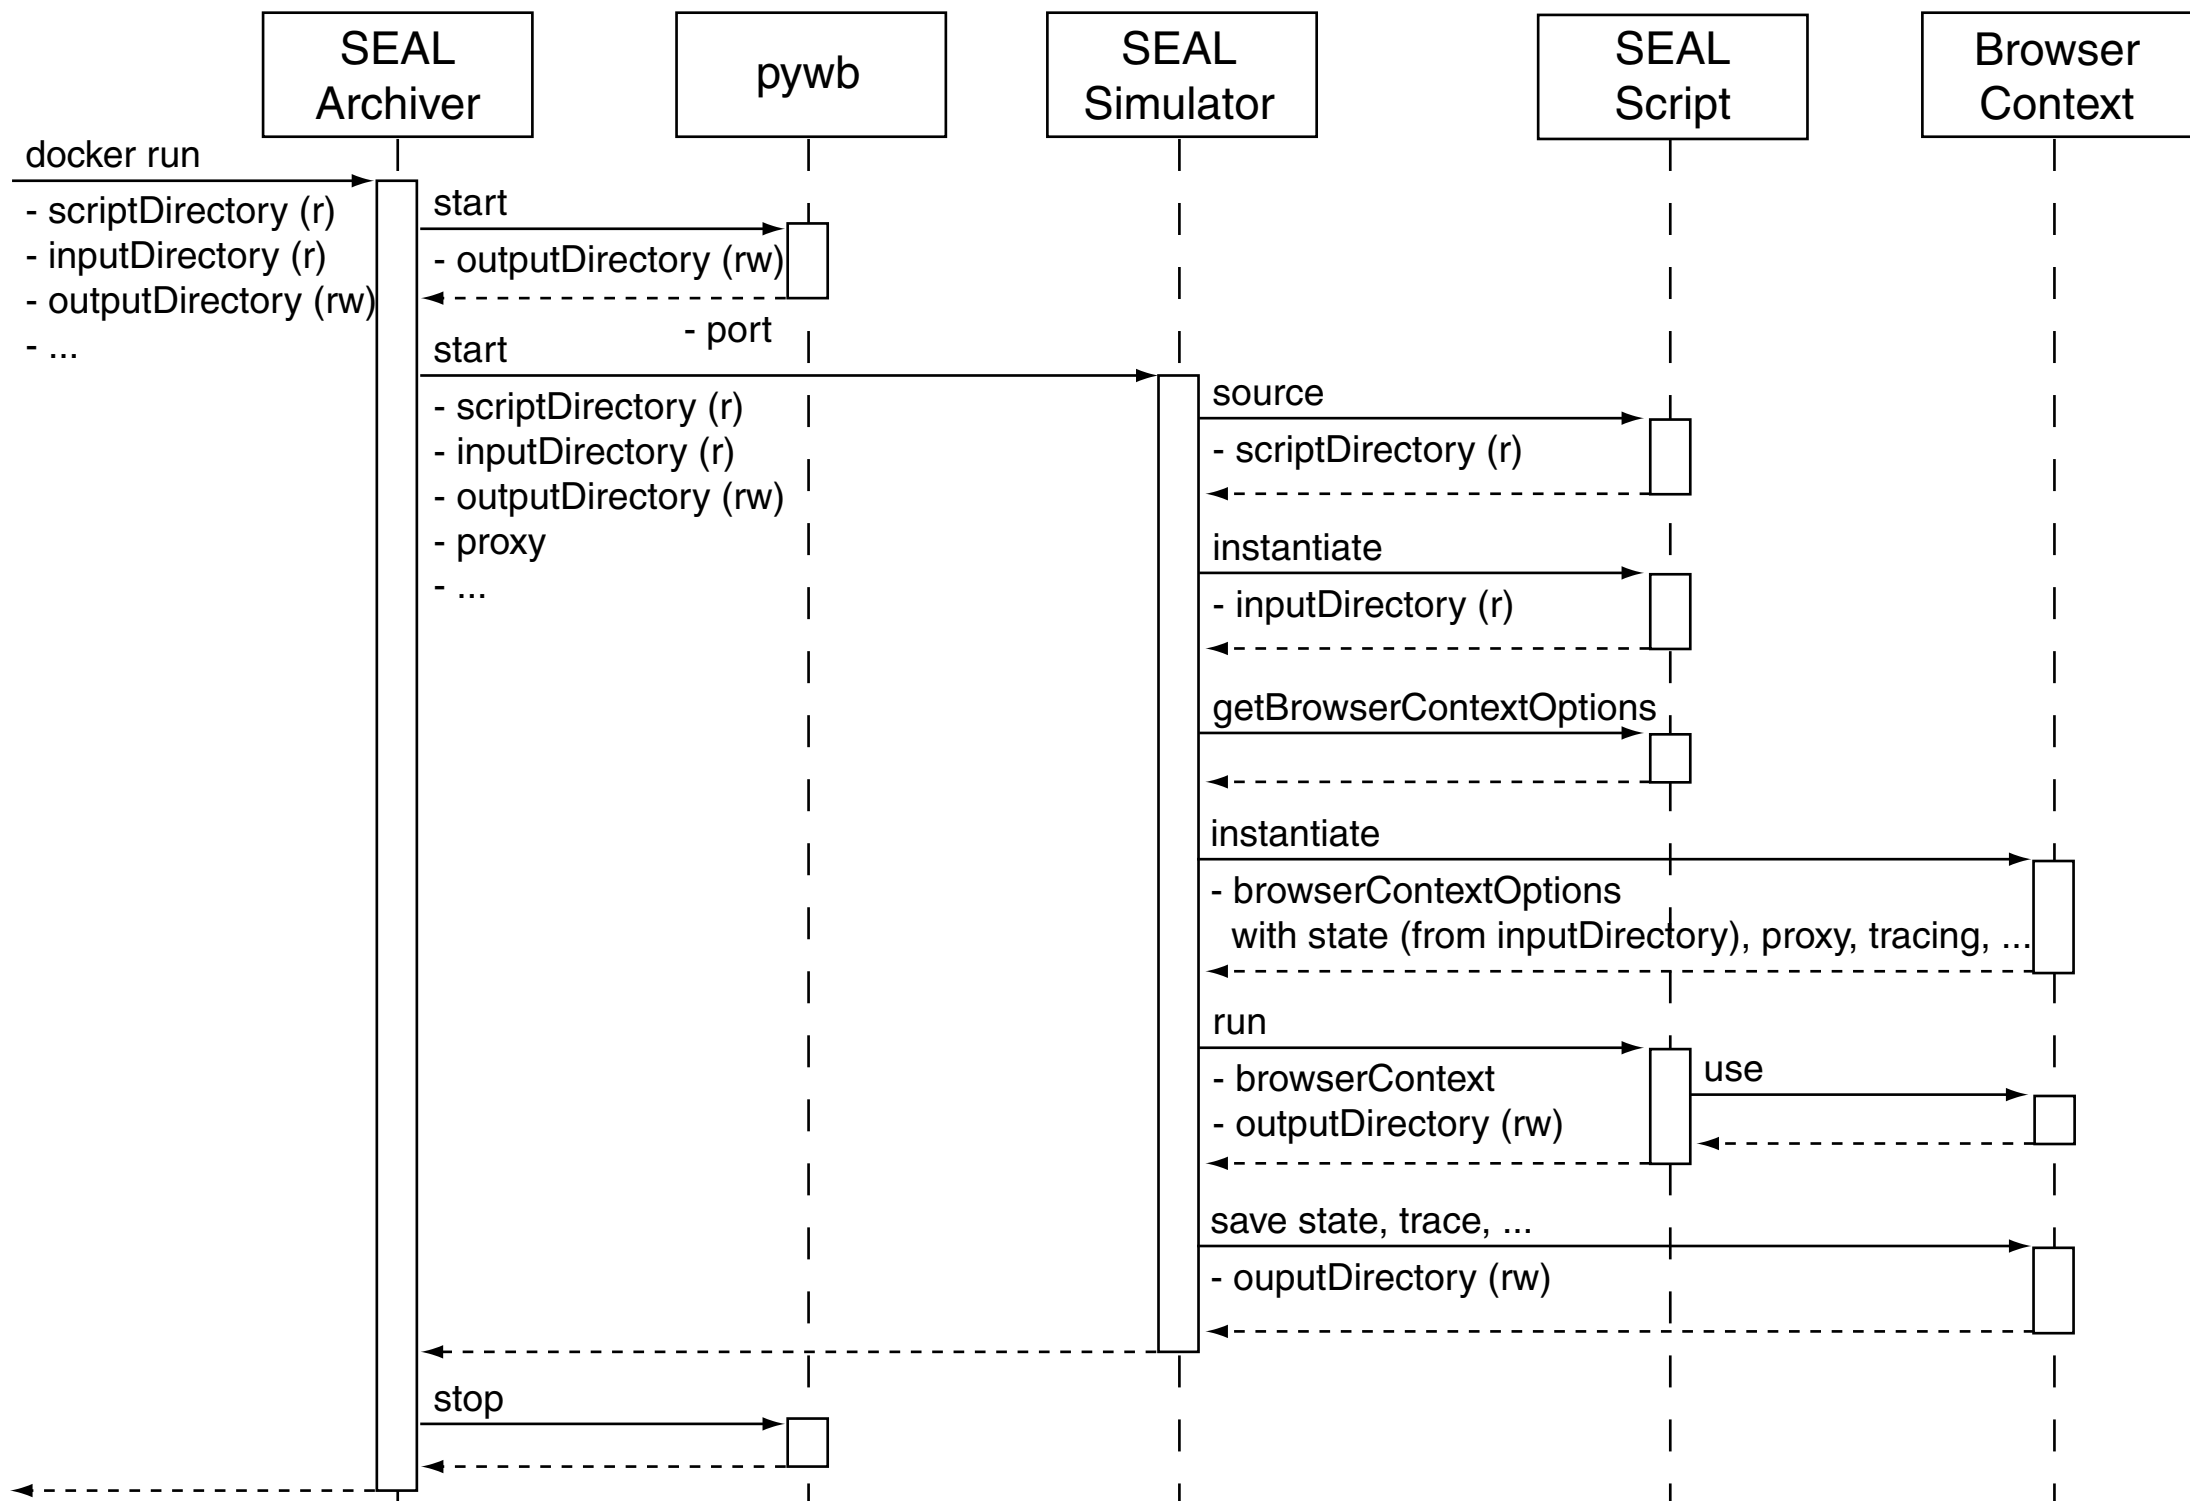 SEAL
Archiver
pywb
SEAL
Simulator
SEAL
Script
Browser
Context
docker run
- scriptDirectory (r)
- inputDirectory (r)
- outputDirectory (rw)
- ...
start
- outputDirectory (rw)
- port
start
- scriptDirectory (r)
- inputDirectory (r)
- outputDirectory (rw)
- proxy
- ...
source
- scriptDirectory (r)
instantiate
- inputDirectory (r)
getBrowserContextOptions
instantiate
- browserContextOptions
with state (from inputDirectory), proxy, tracing, ...
run
- browserContext
- outputDirectory (rw)
use
save state, trace, ...
- ouputDirectory (rw)
stop